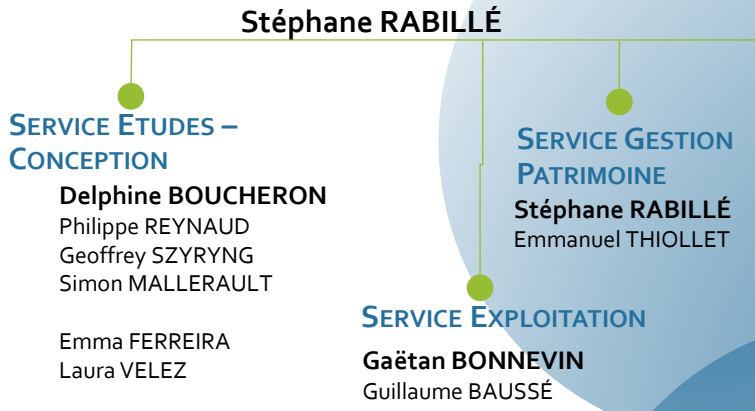 Stéphane RABILLÉ
SERVICE ETUDES –
CONCEPTION
Delphine BOUCHERON
Philippe REYNAUD
Geoffrey SZYRYNG
Simon MALLERAULT
Emma FERREIRA
Laura VELEZ
SERVICE EXPLOITATION
Gaëtan BONNEVIN
Guillaume BAUSSÉ
SERVICE GESTION
PATRIMOINE
Stéphane RABILLÉ
Emmanuel THIOLLET